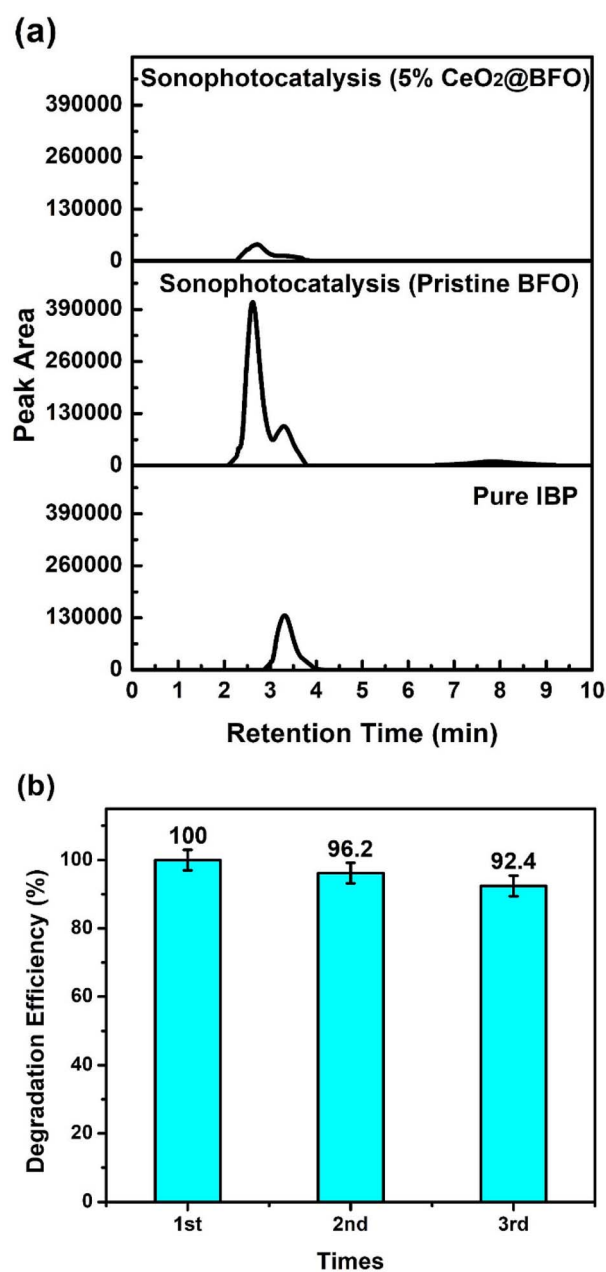 (a)
Sonophotocatalysis (5% CeO2@BFO)
390000
260000
130000
0
Sonophotocatalysis (Pristine BFO)
390000
260000
130000
0
Peak Area
Pure IBP
390000
260000
130000
0
0 1 2 3 4 5 6 7 8 9 10
Retention Time (min)
(b)
100 96.2 92.4
100
80
60
40
20
0
Degradation Efficiency (%)
1st 2nd 3rd
Times